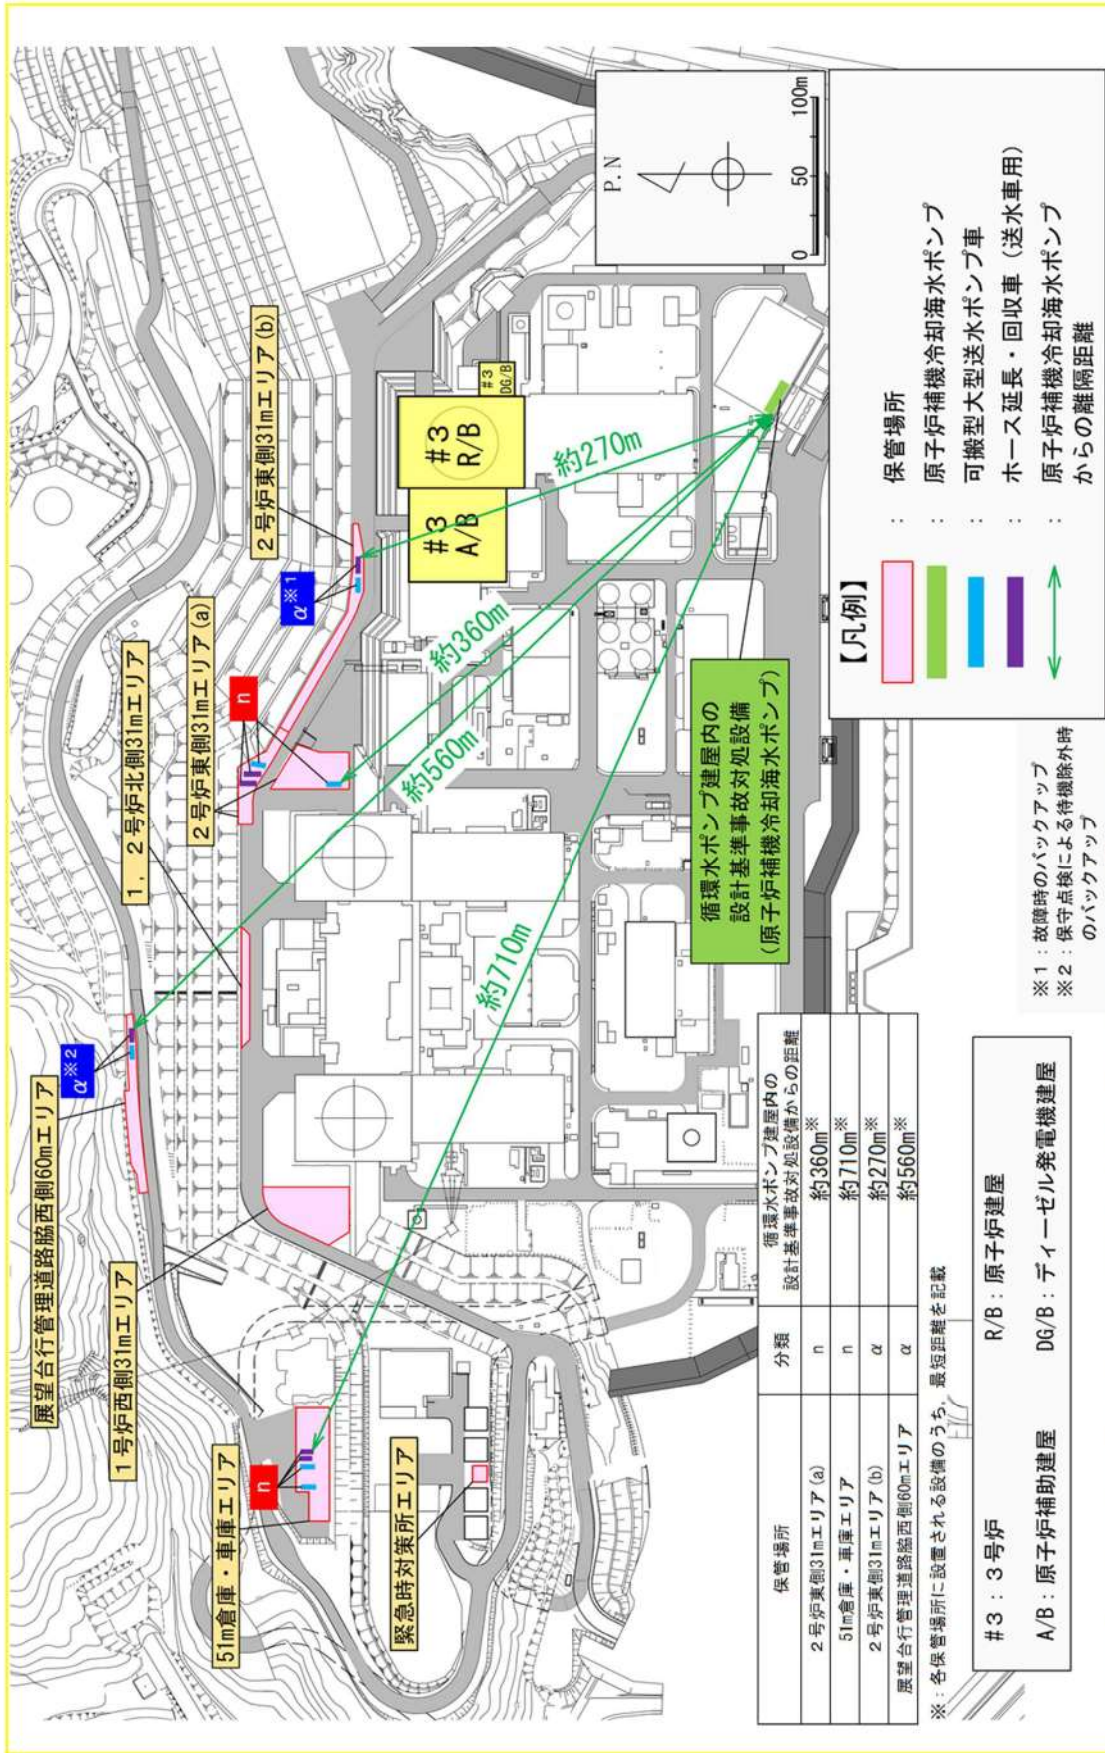 展望台行管理道路脇西側60mエリア
α※2
1号炉西側31mエリア
51m倉庫・車庫エリア
n
緊急時対策所エリア
1，2号炉北側31mエリア
2号炉東側31mエリア(a)
n
2号炉東側31mエリア(b)
α※1
#3
A/B
#3
R/B
#3
DG/B
約270m
約360m
約560m
約710m
循環水ポンプ建屋内の
設計基準事故対処設備
(原子炉補機冷却海水ポンプ)
P.N
0 50 100m
【凡例】
： 保管場所
： 原子炉補機冷却海水ポンプ
： 可搬型大型送水ポンプ車
： ホース延長・回収車（送水車用）
： 原子炉補機冷却海水ポンプ
からの離隔距離
※1：故障時のバックアップ
※2：保守点検による待機除外時
のバックアップ
保管場所 分類 循環水ポンプ建屋内の
設計基準事故対処設備からの距離
2号炉東側31mエリア(a) n 約360m※
51m倉庫・車庫エリア n 約710m※
2号炉東側31mエリア(b) α 約270m※
展望台行管理道路脇西側60mエリア α 約560m※
※：各保管場所に設置される設備のうち，最短距離を記載
#3：3号炉 R/B：原子炉建屋
A/B：原子炉補助建屋 DG/B：ディーゼル発電機建屋